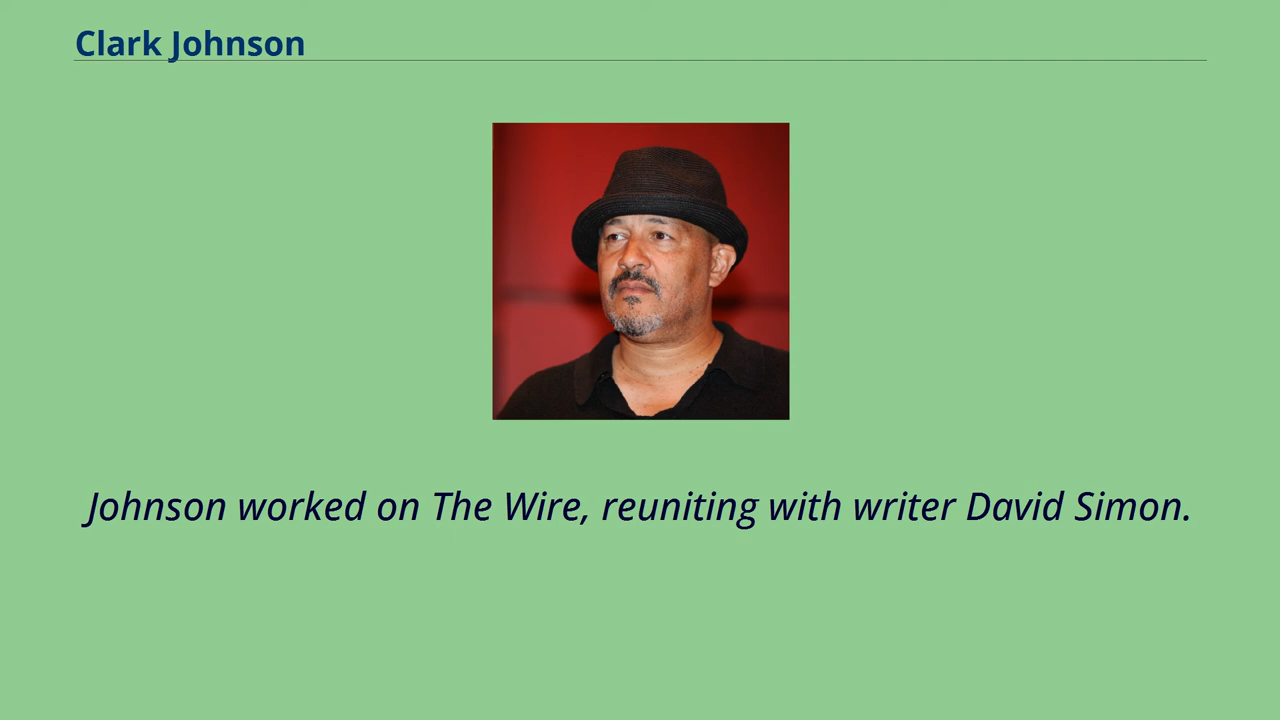 Clark Johnson
Johnson worked on The Wire, reuniting with writer David Simon.